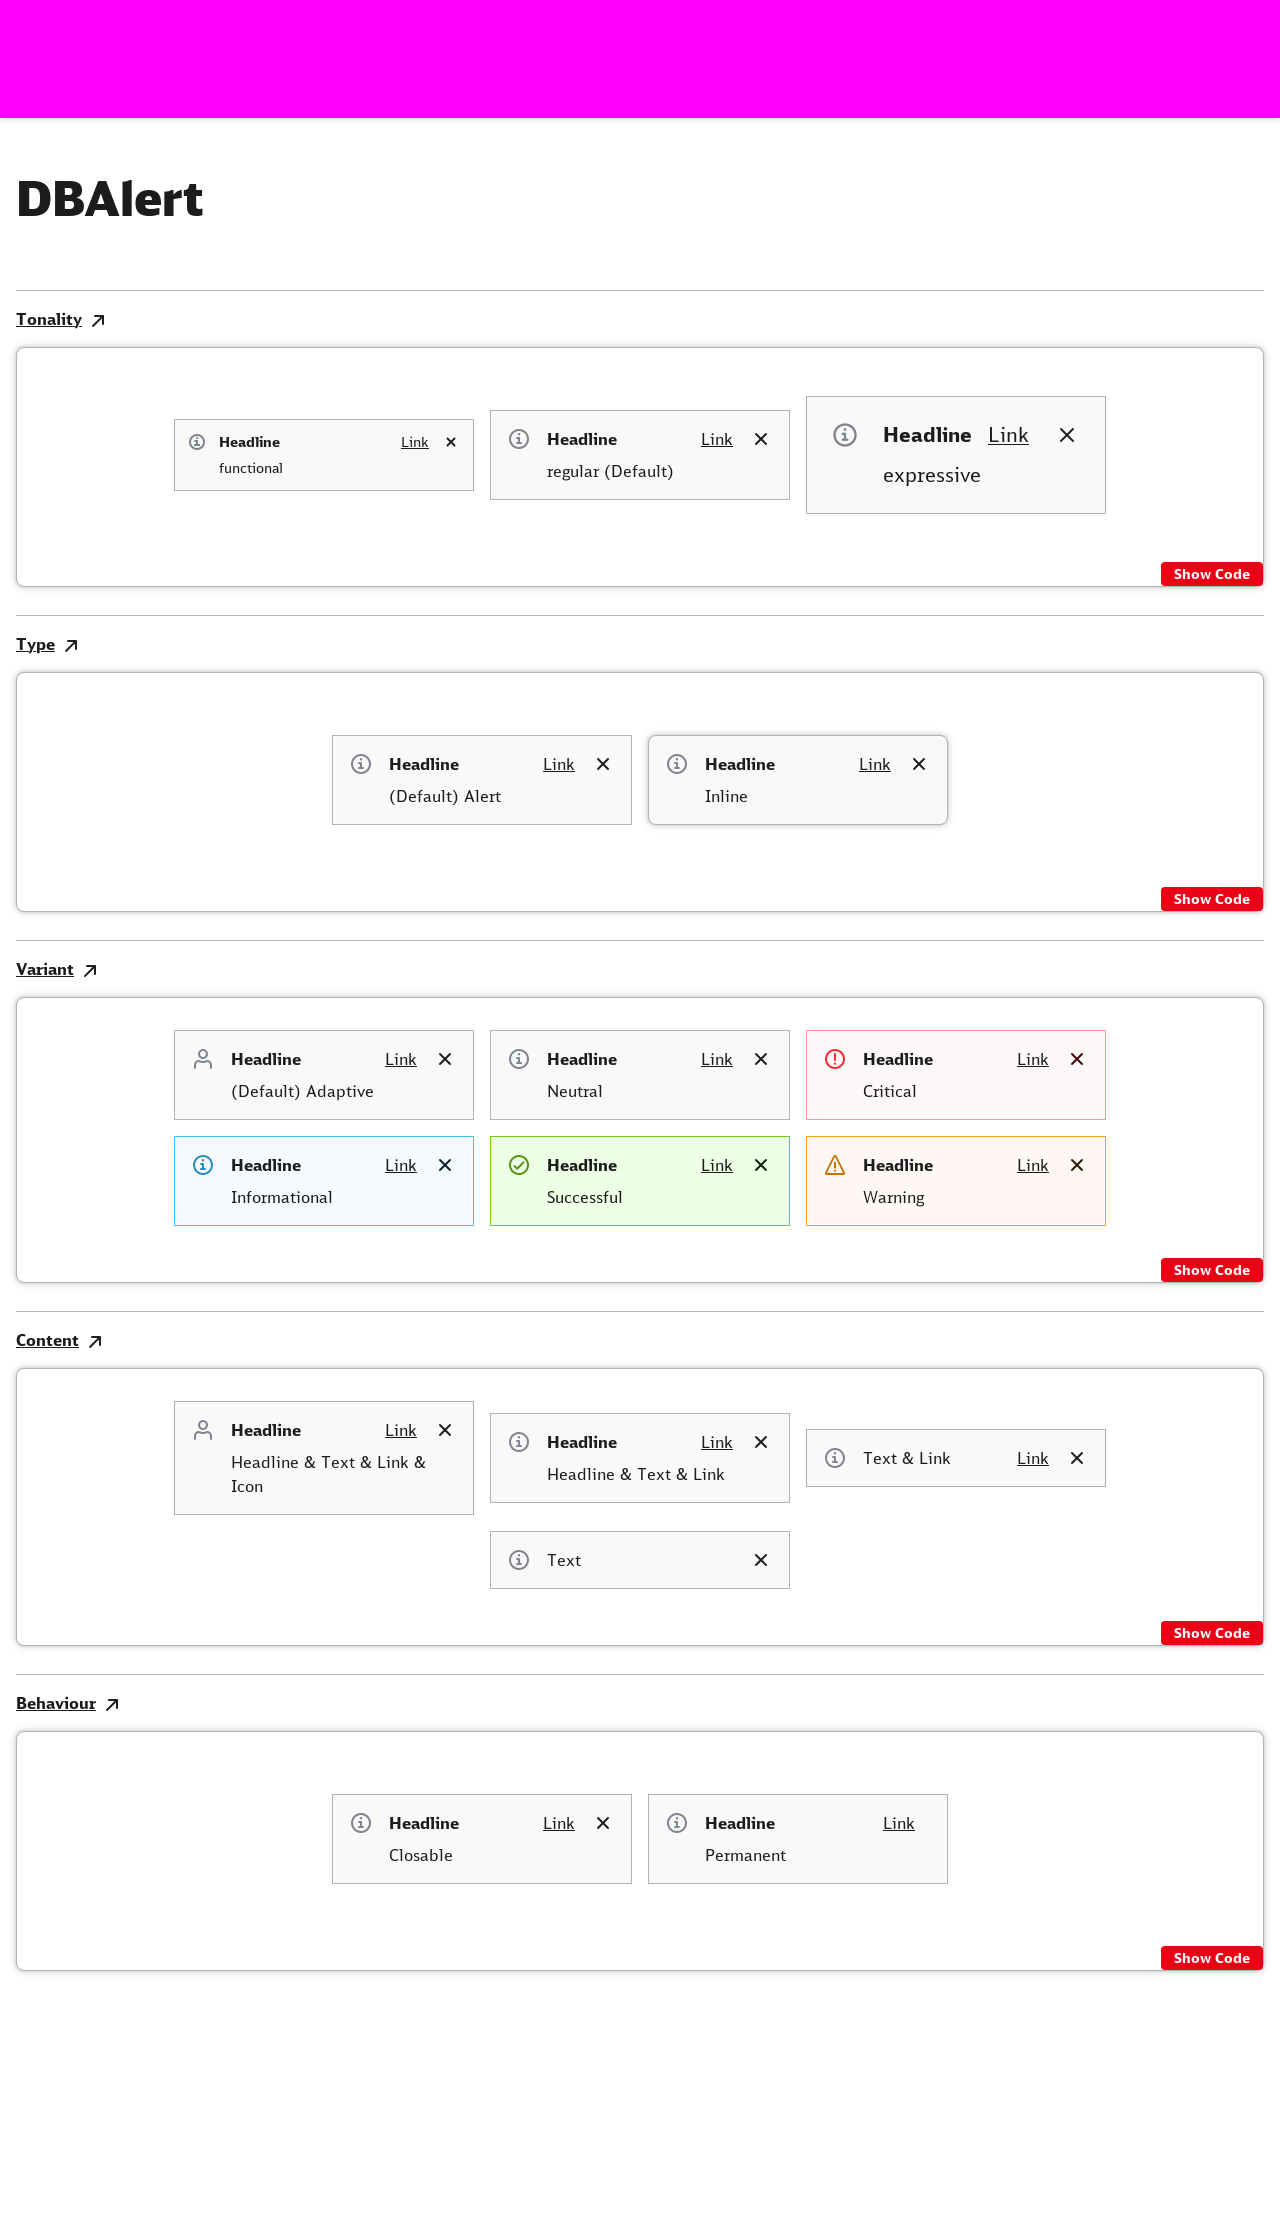 DBAlert
Tonality
Headline Link
functional
Headline Link
regular (Default)
Headline Link
expressive
Show Code
Type
Headline Link
(Default) Alert
Headline Link
Inline
Show Code
Variant
Headline Link
(Default) Adaptive
Headline Link
Neutral
Headline Link
Critical
Headline Link
Informational
Headline Link
Successful
Headline Link
Warning
Show Code
Content
Headline Link
Headline & Text & Link &
Icon
Headline Link
Headline & Text & Link
Text & Link Link
Text
Show Code
Behaviour
Headline Link
Closable
Headline Link
Permanent
Show Code